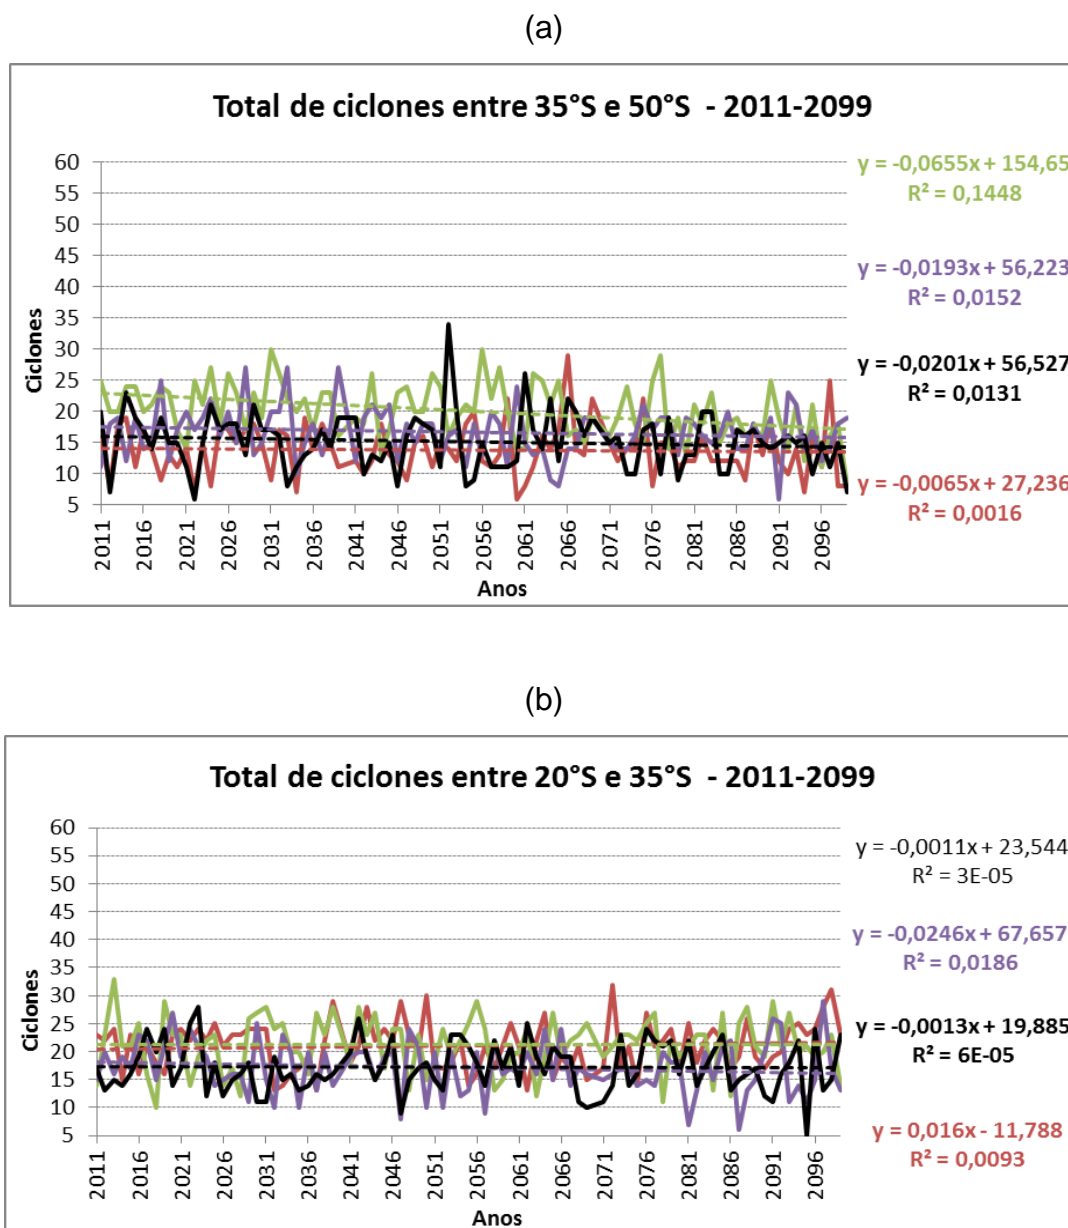 (a)
Total de ciclones entre 35°S e 50°S - 2011-2099
60
55
50
45
40
35
30
25
20
15
10
5
Ciclones
2011 2016 2021 2026 2031 2036 2041 2046 2051 2056 2061 2066 2071 2076 2081 2086 2091 2096
Anos
y = -0,0655x + 154,65
R² = 0,1448
y = -0,0193x + 56,223
R² = 0,0152
y = -0,0201x + 56,527
R² = 0,0131
y = -0,0065x + 27,236
R² = 0,0016
(b)
Total de ciclones entre 20°S e 35°S - 2011-2099
60
55
50
45
40
35
30
25
20
15
10
5
Ciclones
2011 2016 2021 2026 2031 2036 2041 2046 2051 2056 2061 2066 2071 2076 2081 2086 2091 2096
Anos
y = -0,0011x + 23,544
R² = 3E-05
y = -0,0246x + 67,657
R² = 0,0186
y = -0,0013x + 19,885
R² = 6E-05
y = 0,016x - 11,788
R² = 0,0093